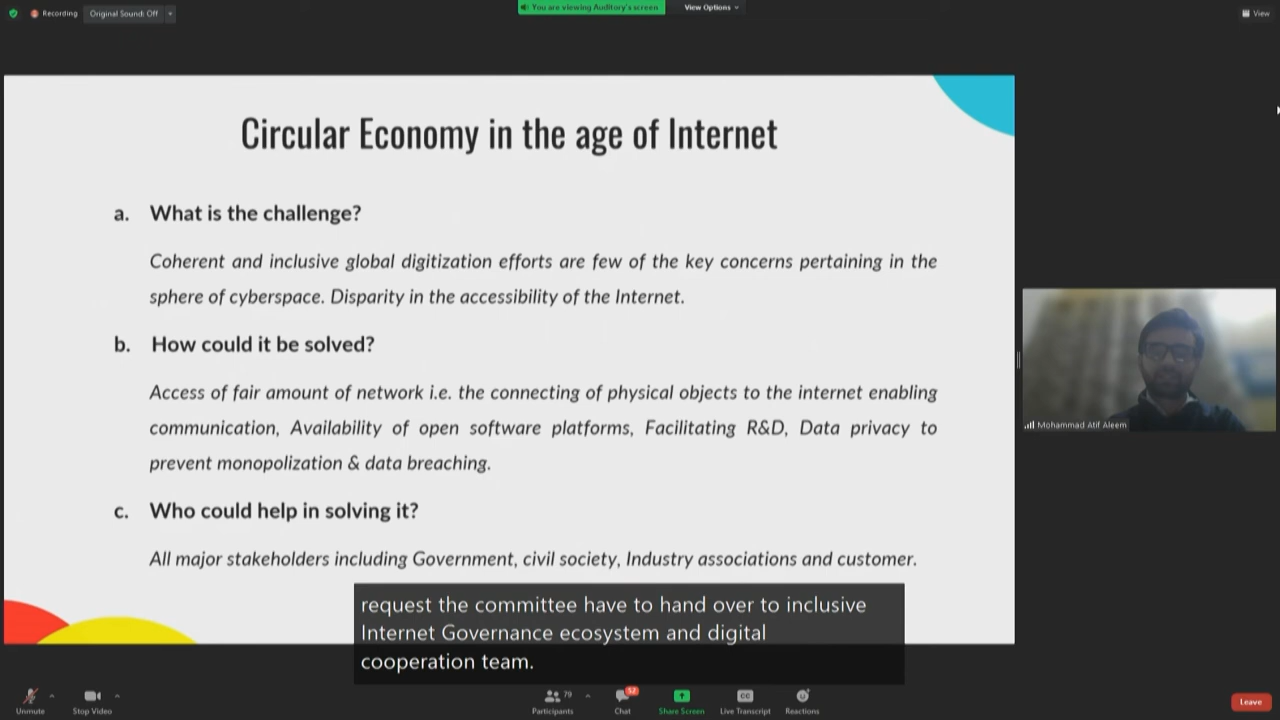 Recording
Original Sound: Off
You are viewing Auditory's screen
View Options
View
Circular Economy in the age of Internet
a. What is the challenge?
Coherent and inclusive global digitization efforts are few of the key concerns pertaining in the
sphere of cyberspace. Disparity in the accessibility of the Internet.
b. How could it be solved?
Access of fair amount of network i.e. the connecting of physical objects to the internet enabling
communication, Availability of open software platforms, Facilitating R&D, Data privacy to
prevent monopolization & data breaching.
c. Who could help in solving it?
All major stakeholders including Government, civil society, Industry associations and customer.
Mohammad Atif Aleem
request the committee have to hand over to inclusive
Internet Governance ecosystem and digital
cooperation team.
Unmute
Stop Video
79
Participants
52
Chat
Share Screen
CC
Live Transcript
Reactions
Leave